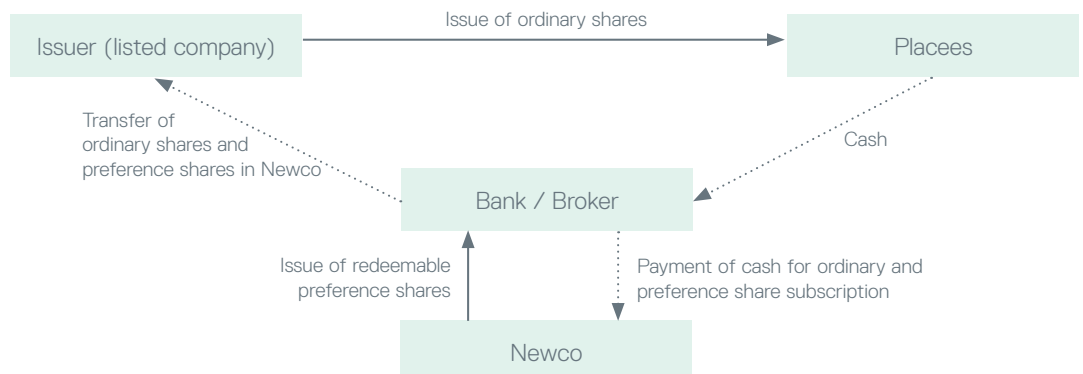 Issue of ordinary shares
Issuer (listed company)
Placees
Transfer of
ordinary shares and
preference shares in Newco
Cash
Bank / Broker
Issue of redeemable
preference shares
Payment of cash for ordinary and
preference share subscription
Newco